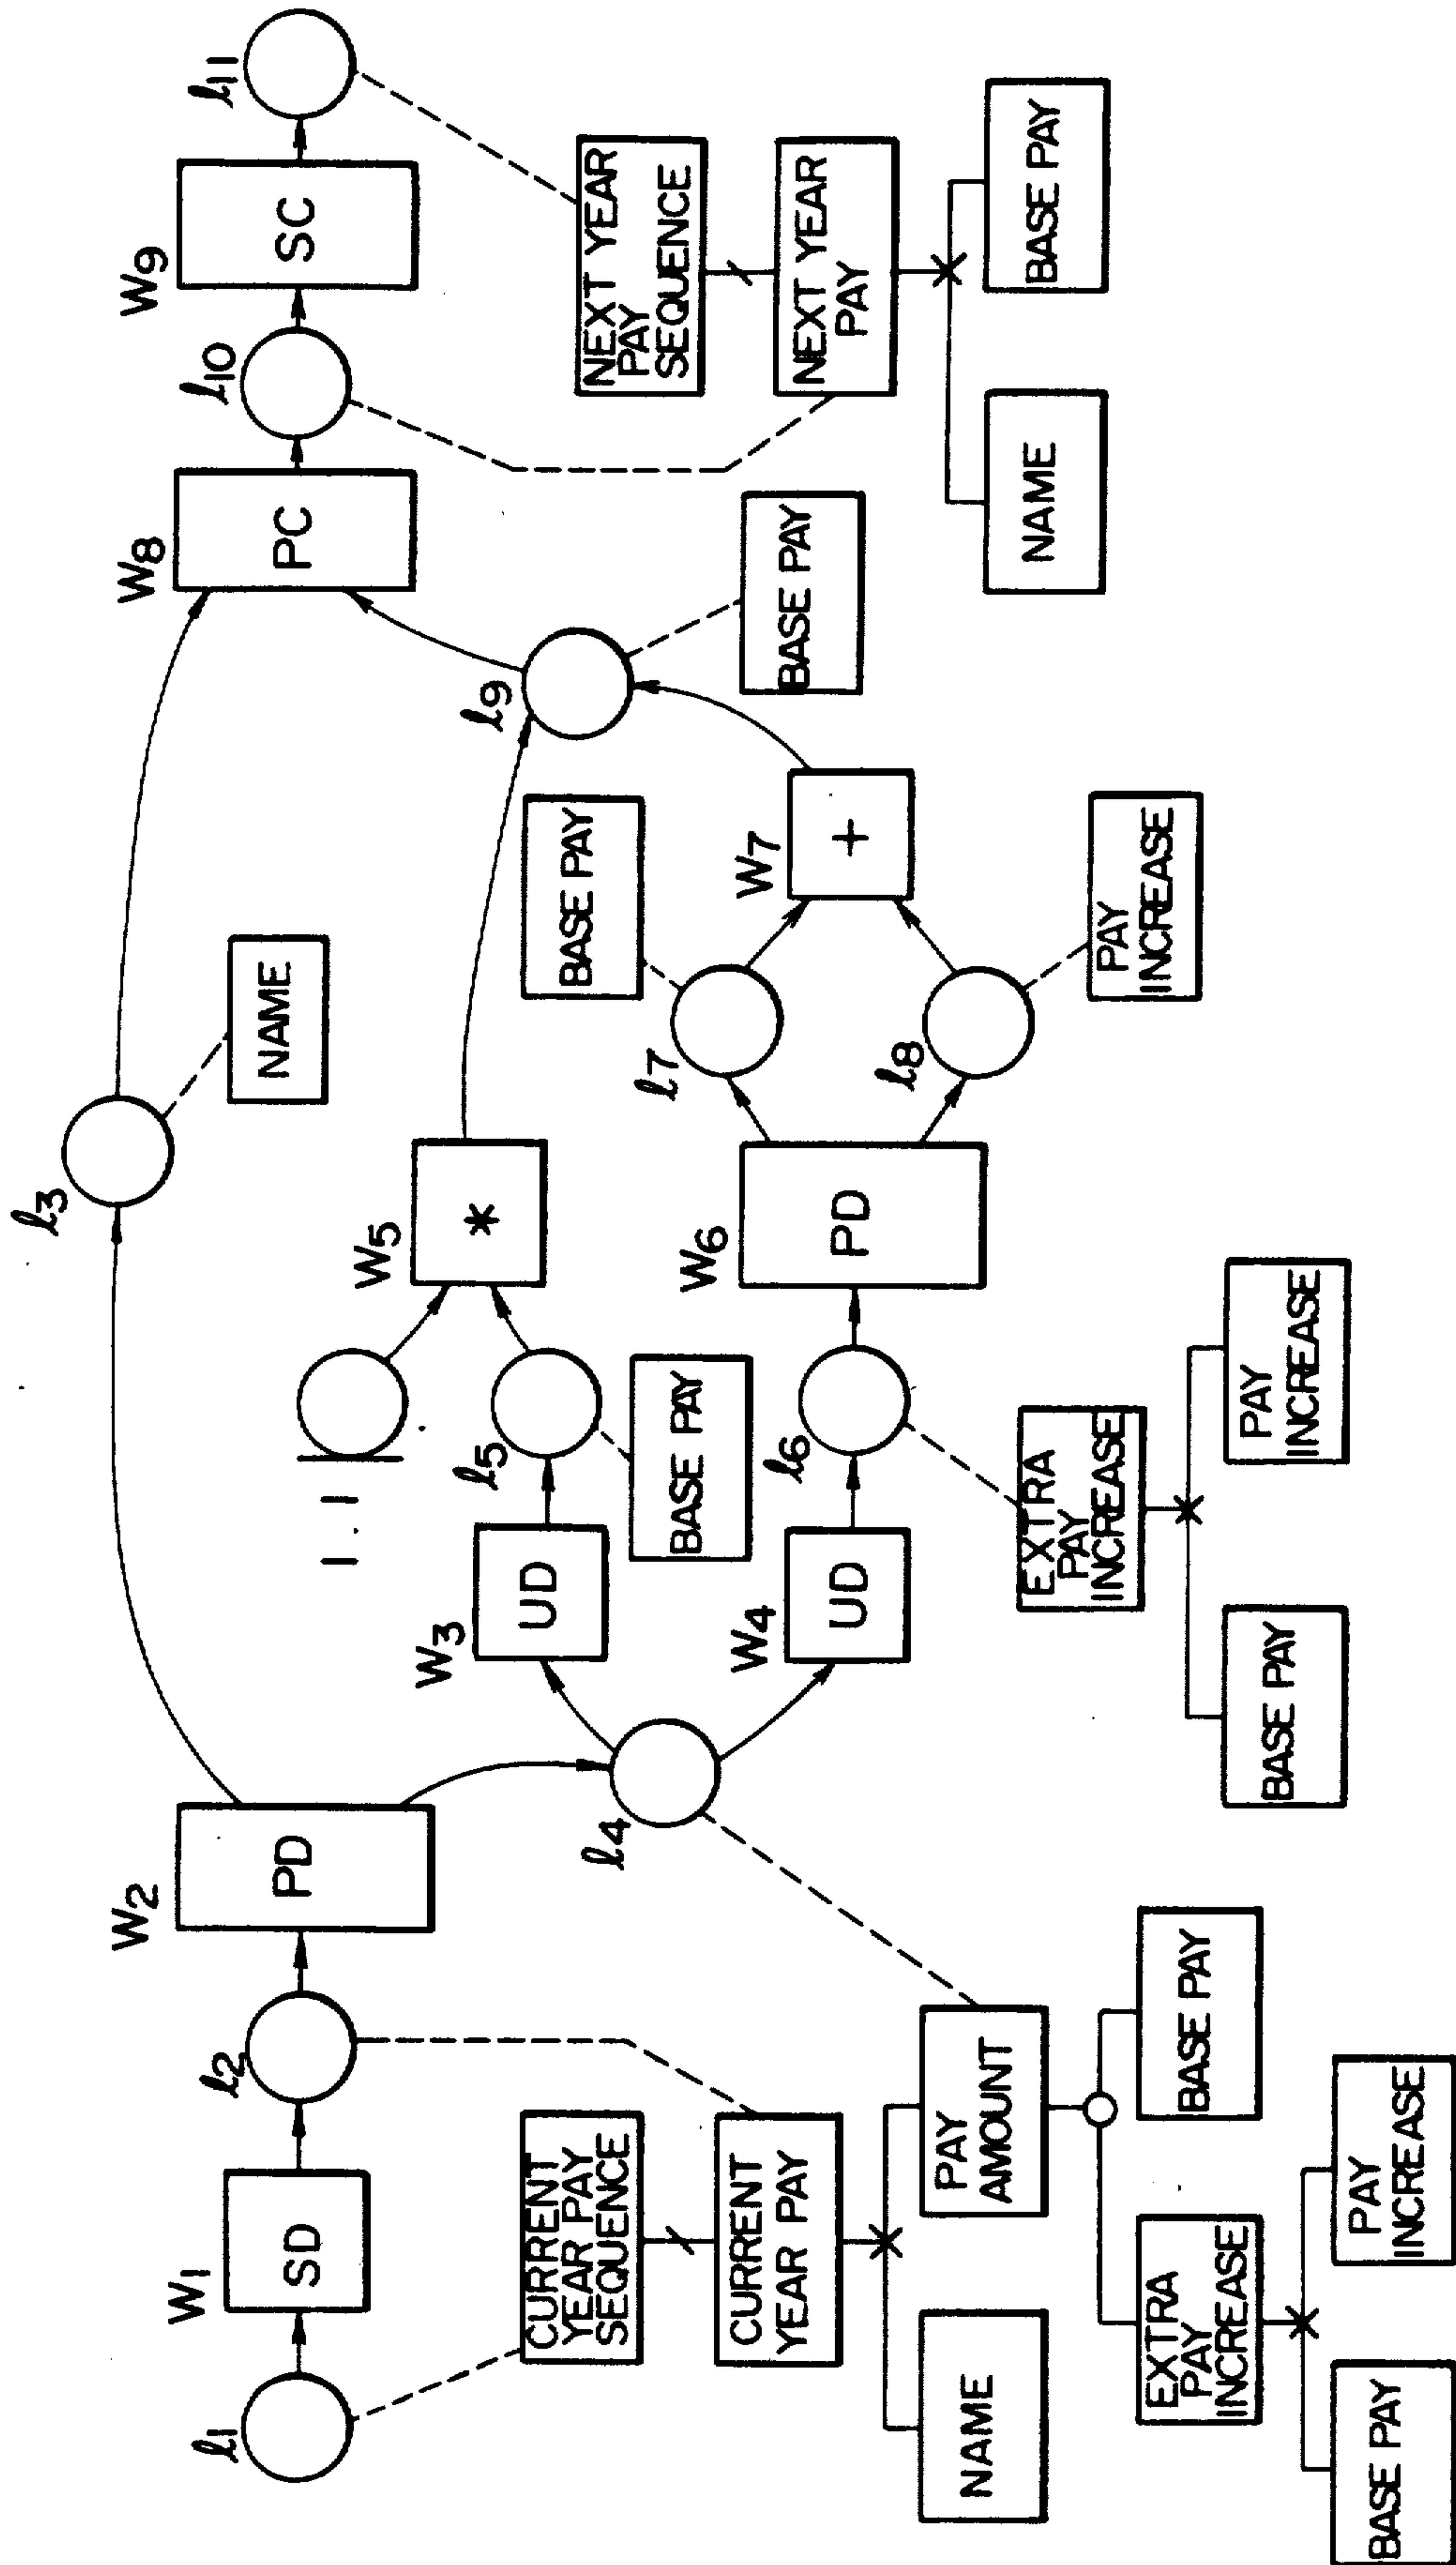 ℓ1
W1
SD
ℓ2
W2
PD
ℓ3
NAME
W8
PC
ℓ10
W9
SC
ℓ11
CURRENT
YEAR PAY
SEQUENCE
CURRENT
YEAR PAY
NAME
PAY
AMOUNT
EXTRA
PAY
INCREASE
BASE PAY
BASE PAY
PAY
INCREASE
ℓ4
W3
UD
ℓ5
BASE PAY
1.1
W5
*
W4
UD
ℓ6
EXTRA
PAY
INCREASE
BASE PAY
PAY
INCREASE
W6
PD
ℓ7
BASE PAY
ℓ8
PAY
INCREASE
W7
+
ℓ9
BASE PAY
NEXT YEAR
PAY
SEQUENCE
NEXT YEAR
PAY
NAME
BASE PAY